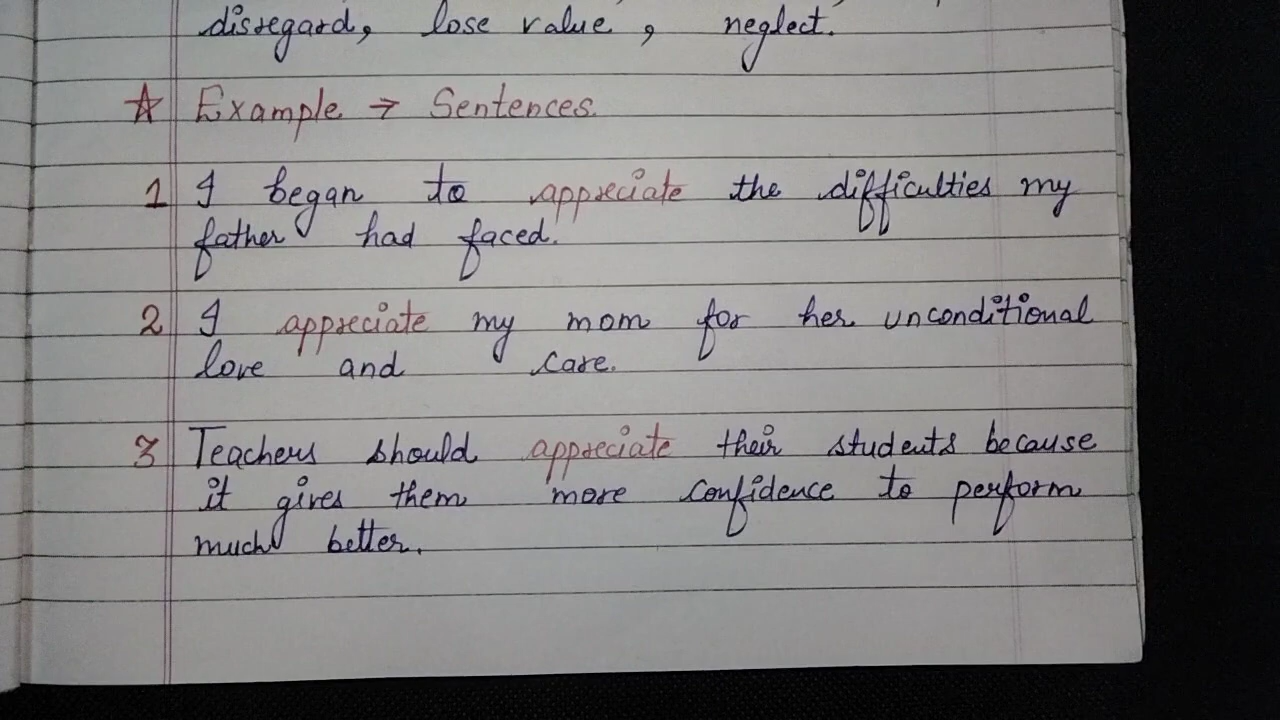 disregard, lose value, neglect.
☆ Example → Sentences.
1 I began to appreciate the difficulties my
father had faced.
2 I appreciate my mom for her unconditional
love and care.
3 Teachers should appreciate their students because
it gives them more confidence to perform
much better.